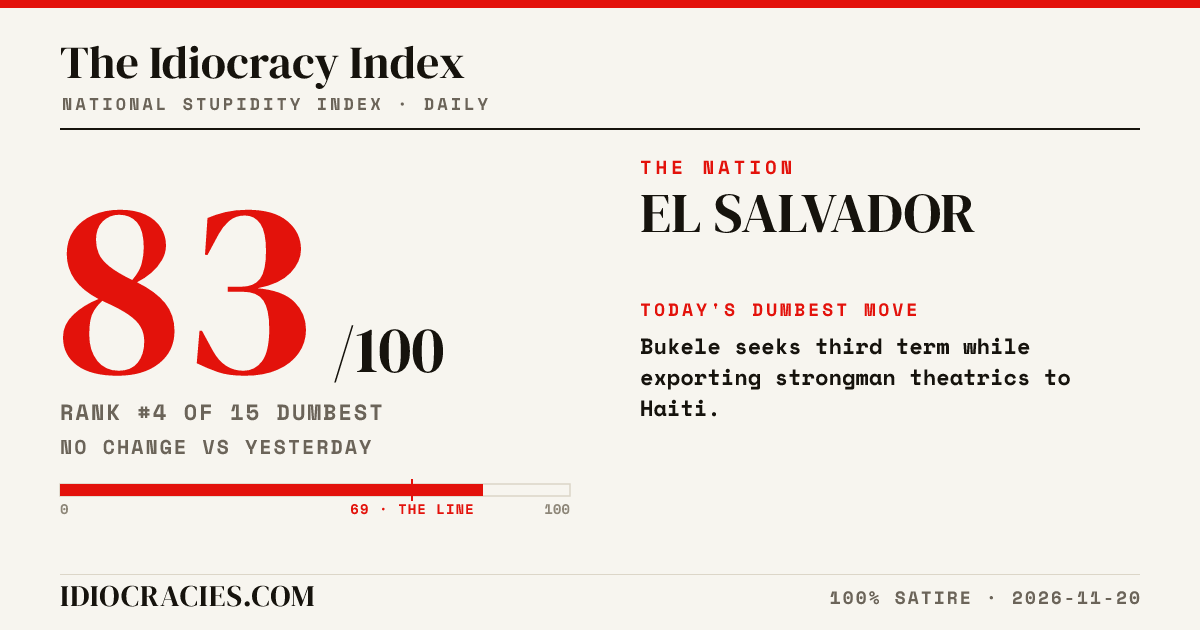 The Idiocracy Index
NATIONAL STUPIDITY INDEX · DAILY
83 /100
RANK #4 OF 15 DUMBEST
NO CHANGE VS YESTERDAY
0
69 · THE LINE
100
THE NATION
EL SALVADOR
TODAY'S DUMBEST MOVE
Bukele seeks third term while
exporting strongman theatrics to
Haiti.
IDIOCRACIES.COM
100% SATIRE · 2026-11-20